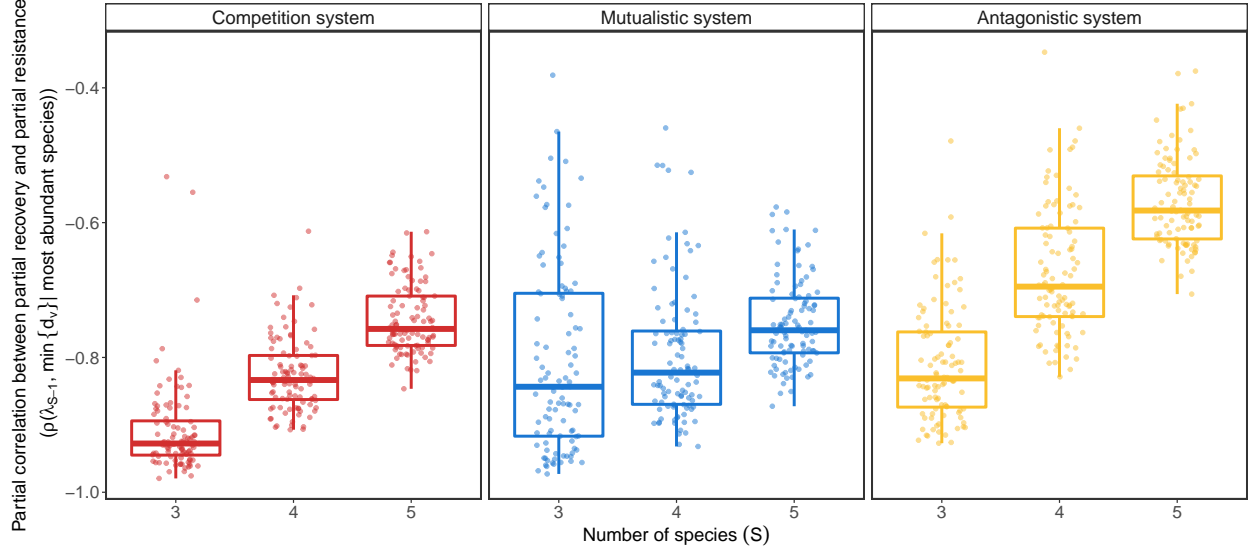 Competition system
Mutualistic system
Antagonistic system
Partial correlation between partial recovery and partial resistance
(ρ(λS−1, min {dv}| most abundant species))
−0.4
−0.6
−0.8
−1.0
3
4
5
3
4
5
3
4
5
Number of species (S)